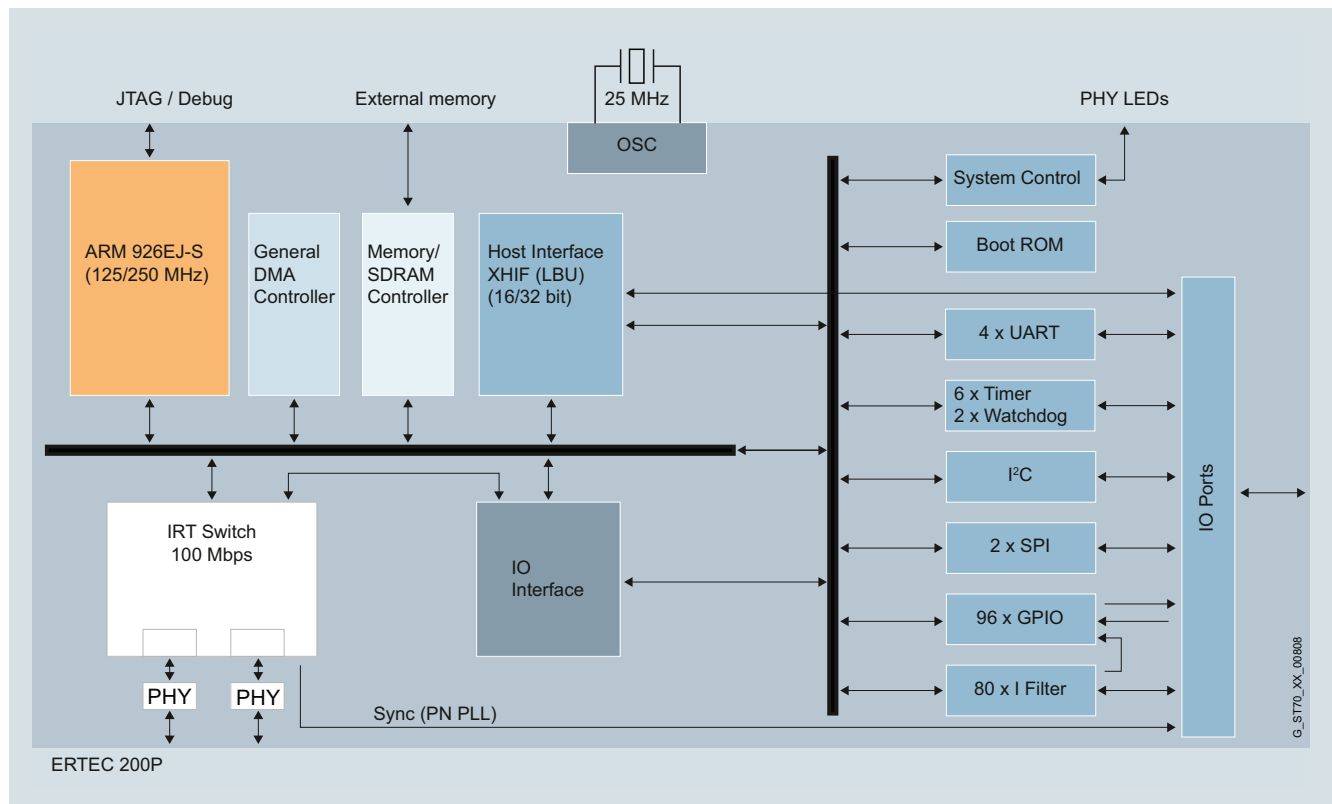 JTAG / Debug
External memory
25 MHz
PHY LEDs
OSC
ARM 926EJ-S
(125/250 MHz)
General
DMA
Controller
Memory/
SDRAM
Controller
Host Interface
XHIF (LBU)
(16/32 bit)
System Control
Boot ROM
4 x UART
6 x Timer
2 x Watchdog
I²C
2 x SPI
96 x GPIO
80 x I Filter
IO Ports
IRT Switch
100 Mbps
IO
Interface
PHY
PHY
Sync (PN PLL)
ERTEC 200P
G_ST70_XX_00808